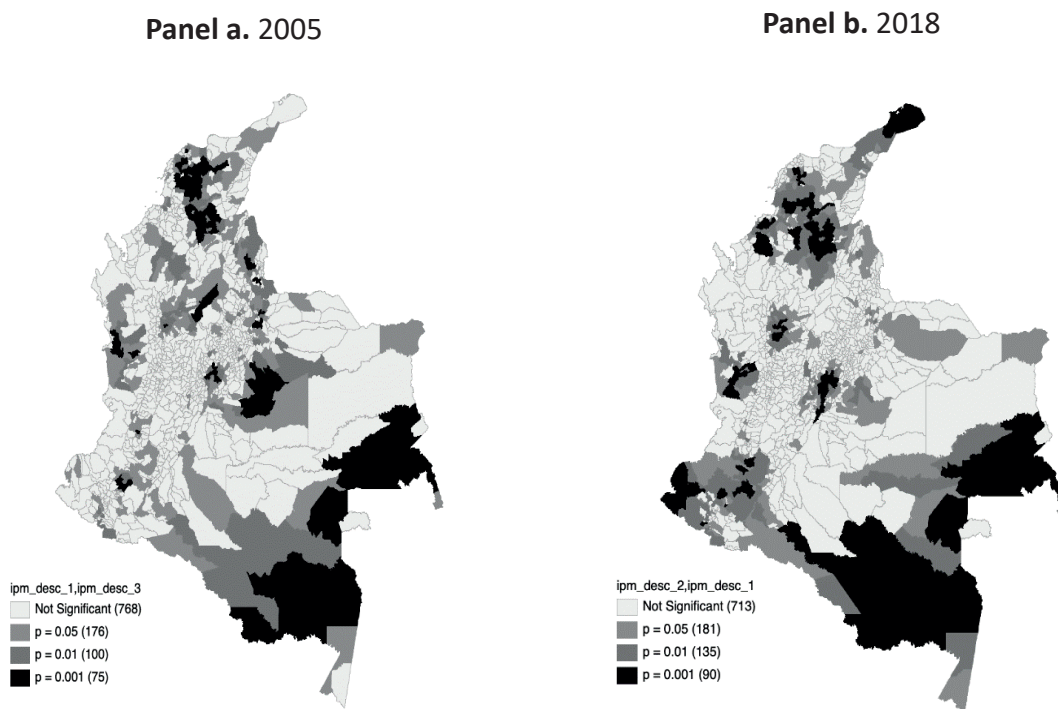 Panel a. 2005
Panel b. 2018
ipm_desc_1,ipm_desc_3
Not Significant (768)
p = 0.05 (176)
p = 0.01 (100)
p = 0.001 (75)
ipm_desc_2,ipm_desc_1
Not Significant (713)
p = 0.05 (181)
p = 0.01 (135)
p = 0.001 (90)